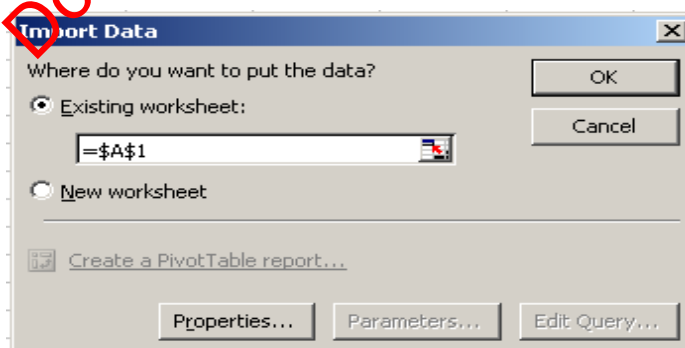 DO
Import Data
Where do you want to put the data?
Existing worksheet:
=$A$1
New worksheet
Create a PivotTable report...
Properties... Parameters... Edit Query...
OK
Cancel